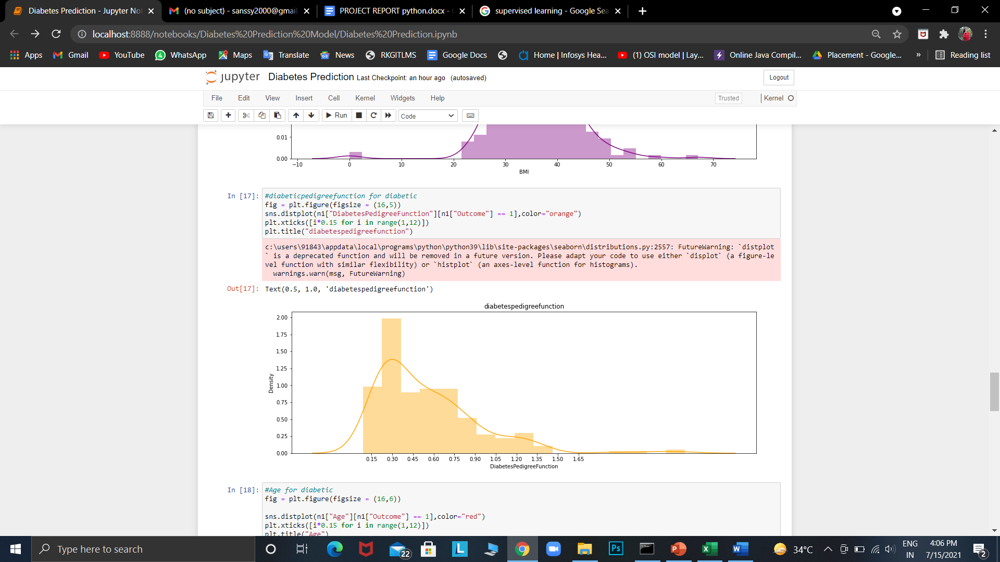 Diabetes Prediction - Jupyter Not
(no subject) - sanssy2000@gmail
PROJECT REPORT python.docx -
supervised learning - Google Sea
localhost:8888/notebooks/Diabetes%20Prediction%20Model/Diabetes%20Prediction.ipynb
Apps
Gmail
YouTube
WhatsApp
Maps
Translate
News
RKGITLMS
Google Docs
Home | Infosys Hea...
(1) OSI model | Lay...
Online Java Compil...
Placement - Google...
»
Reading list
jupyter
Diabetes Prediction Last Checkpoint: an hour ago (autosaved)
Logout
File
Edit
View
Insert
Cell
Kernel
Widgets
Help
Trusted
Kernel
Run
Code
0.01
0.00
−10 0 10 20 30 40 50 60 70
BMI
In [17]:
#diabeticpedigreefunction for diabetic
fig = plt.figure(figsize = (16,5))
sns.distplot(n1["DiabetesPedigreeFunction"][n1["Outcome"] == 1],color="orange")
plt.xticks([i*0.15 for i in range(1,12)])
plt.title("diabetespedigreefunction")
c:\users\91843\appdata\local\programs\python\python39\lib\site-packages\seaborn\distributions.py:2557: FutureWarning: `distplot
` is a deprecated function and will be removed in a future version. Please adapt your code to use either `displot` (a figure-le
vel function with similar flexibility) or `histplot` (an axes-level function for histograms).
warnings.warn(msg, FutureWarning)
Out[17]: Text(0.5, 1.0, 'diabetespedigreefunction')
diabetespedigreefunction
2.00
1.75
1.50
1.25
1.00
0.75
0.50
0.25
0.00
Density
0.15 0.30 0.45 0.60 0.75 0.90 1.05 1.20 1.35 1.50 1.65
DiabetesPedigreeFunction
In [18]:
#Age for diabetic
fig = plt.figure(figsize = (16,6))
sns.distplot(n1["Age"][n1["Outcome"] == 1],color="red")
plt.xticks([i*0.15 for i in range(1,12)])
plt.title("Age")
Type here to search
22
L
Ps
P
X
W
34°C
ENG
IN
4:06 PM
7/15/2021
2